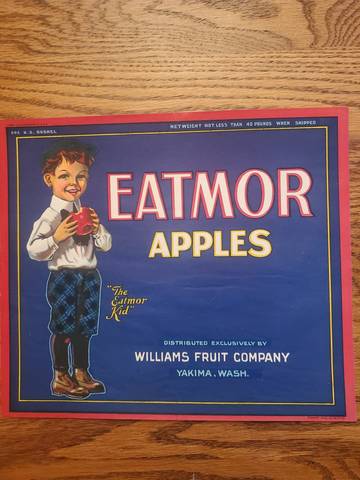 ONE U.S. BUSHEL
NET WEIGHT NOT LESS THAN 40 POUNDS WHEN SHIPPED
EATMOR
APPLES
"The
Eatmor
Kid"
DISTRIBUTED EXCLUSIVELY BY
WILLIAMS FRUIT COMPANY
YAKIMA, WASH.